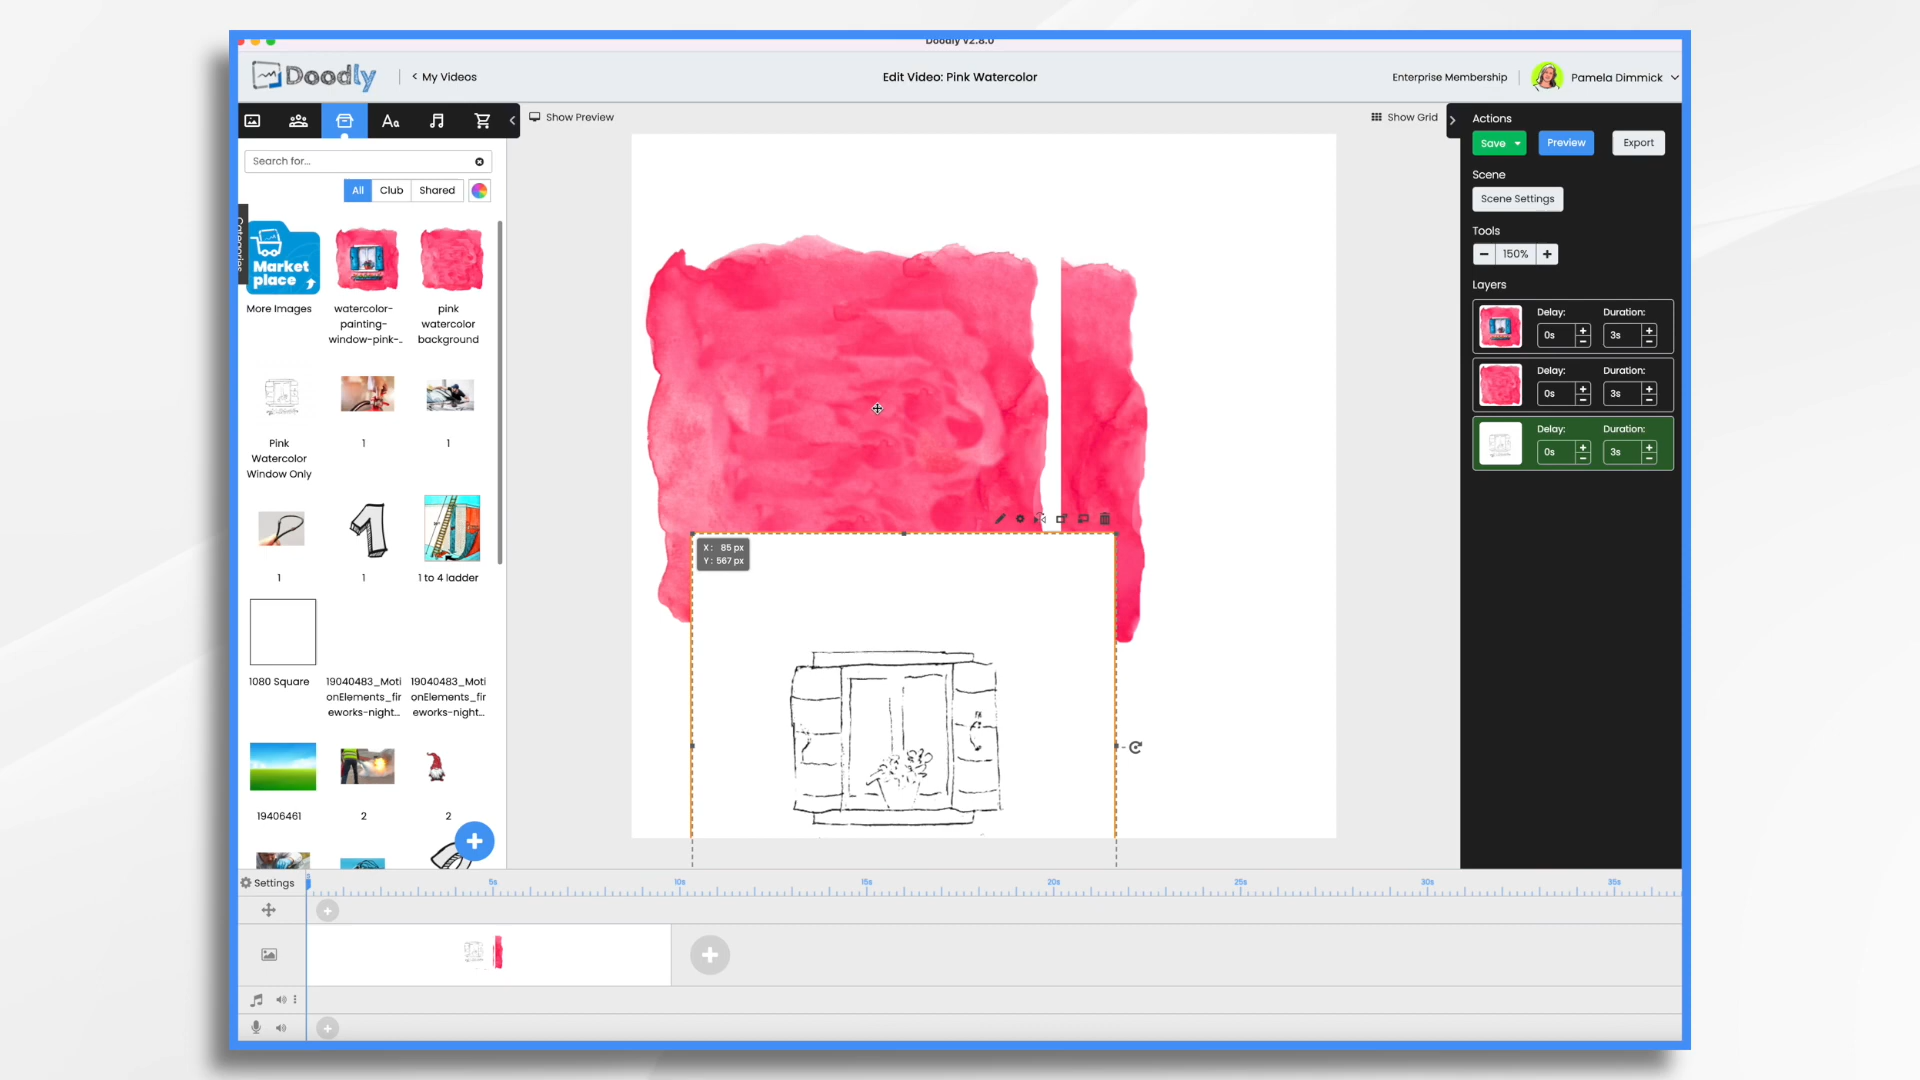 Doodly v2.8.0
Doodly
< My Videos
Edit Video: Pink Watercolor
Enterprise Membership
Pamela Dimmick
Aa
Show Preview
Show Grid
Search for...
All
Club
Shared
Categories
Market
place
More Images
watercolor-
painting-
window-pink-..
pink
watercolor
background
Pink
Watercolor
Window Only
1
1
1
1
1 to 4 ladder
1080 Square
19040483_Moti
onElements_fir
eworks-night...
19040483_Moti
onElements_fir
eworks-night...
19406461
2
2
X: 85 px
Y: 567 px
Actions
Save
Preview
Export
Scene
Scene Settings
Tools
150%
Layers
Delay:
Duration:
0s
3s
Delay:
Duration:
0s
3s
Delay:
Duration:
0s
3s
Settings
5s
10s
15s
20s
25s
30s
35s